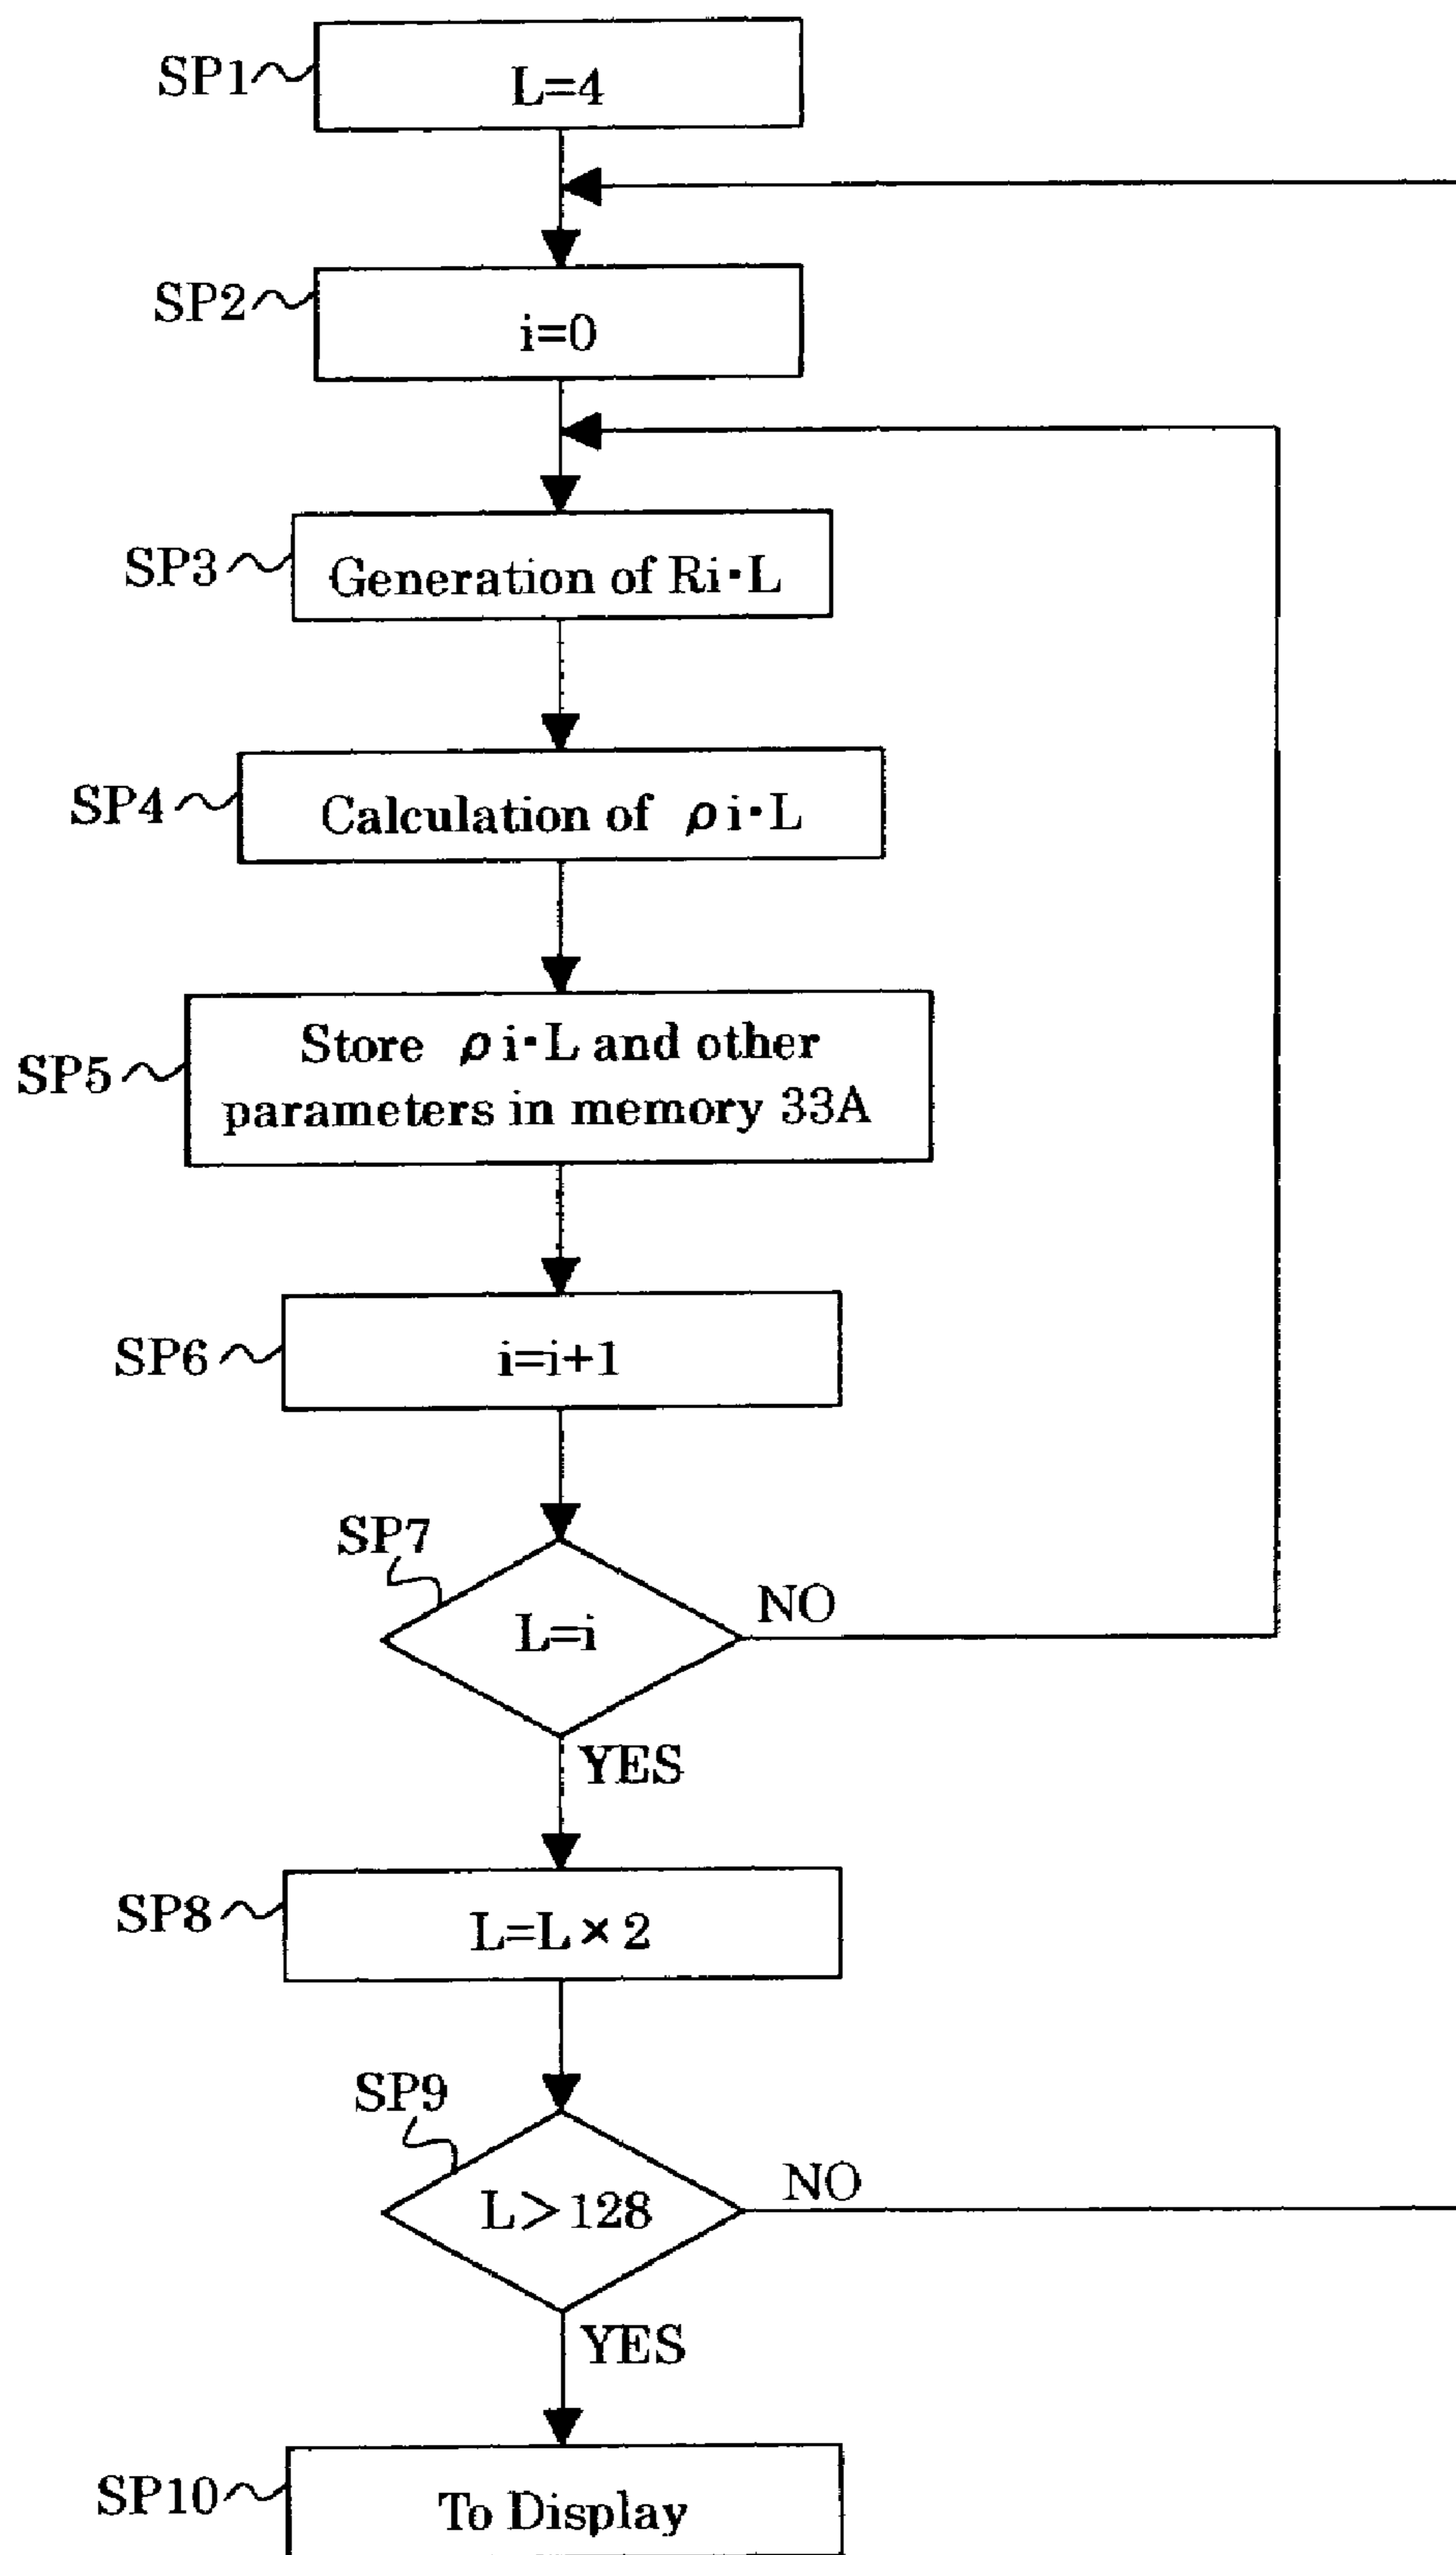 SP1
L=4
SP2
i=0
SP3
Generation of Ri·L
SP4
Calculation of ρi·L
SP5
Store ρi·L and other
parameters in memory 33A
SP6
i=i+1
SP7
L=i
NO
YES
SP8
L=L×2
SP9
L>128
NO
YES
SP10
To Display